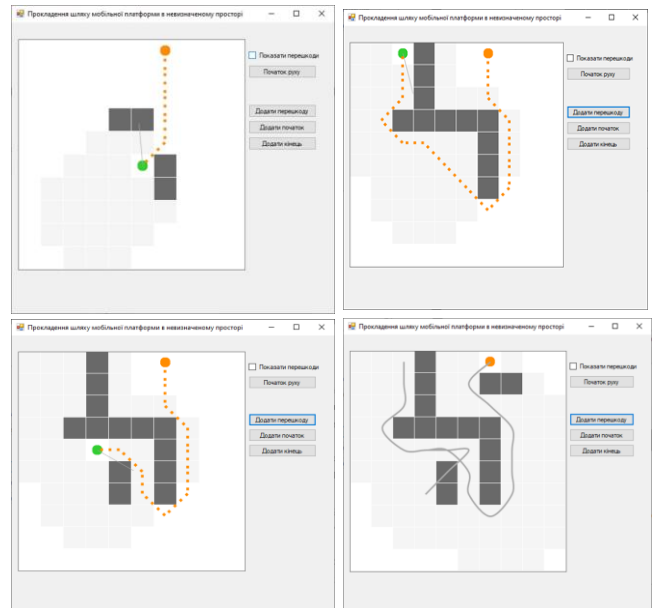 Прокладення шляху мобільної платформи в невизначеному просторі
Показати перешкоди
Початок руху
Додати перешкоду
Додати початок
Додати кінець
Прокладення шляху мобільної платформи в невизначеному просторі
Показати перешкоди
Початок руху
Додати перешкоду
Додати початок
Додати кінець
Прокладення шляху мобільної платформи в невизначеному просторі
Показати перешкоди
Початок руху
Додати перешкоду
Додати початок
Додати кінець
Прокладення шляху мобільної платформи в невизначеному просторі
Показати перешкоди
Початок руху
Додати перешкоду
Додати початок
Додати кінець